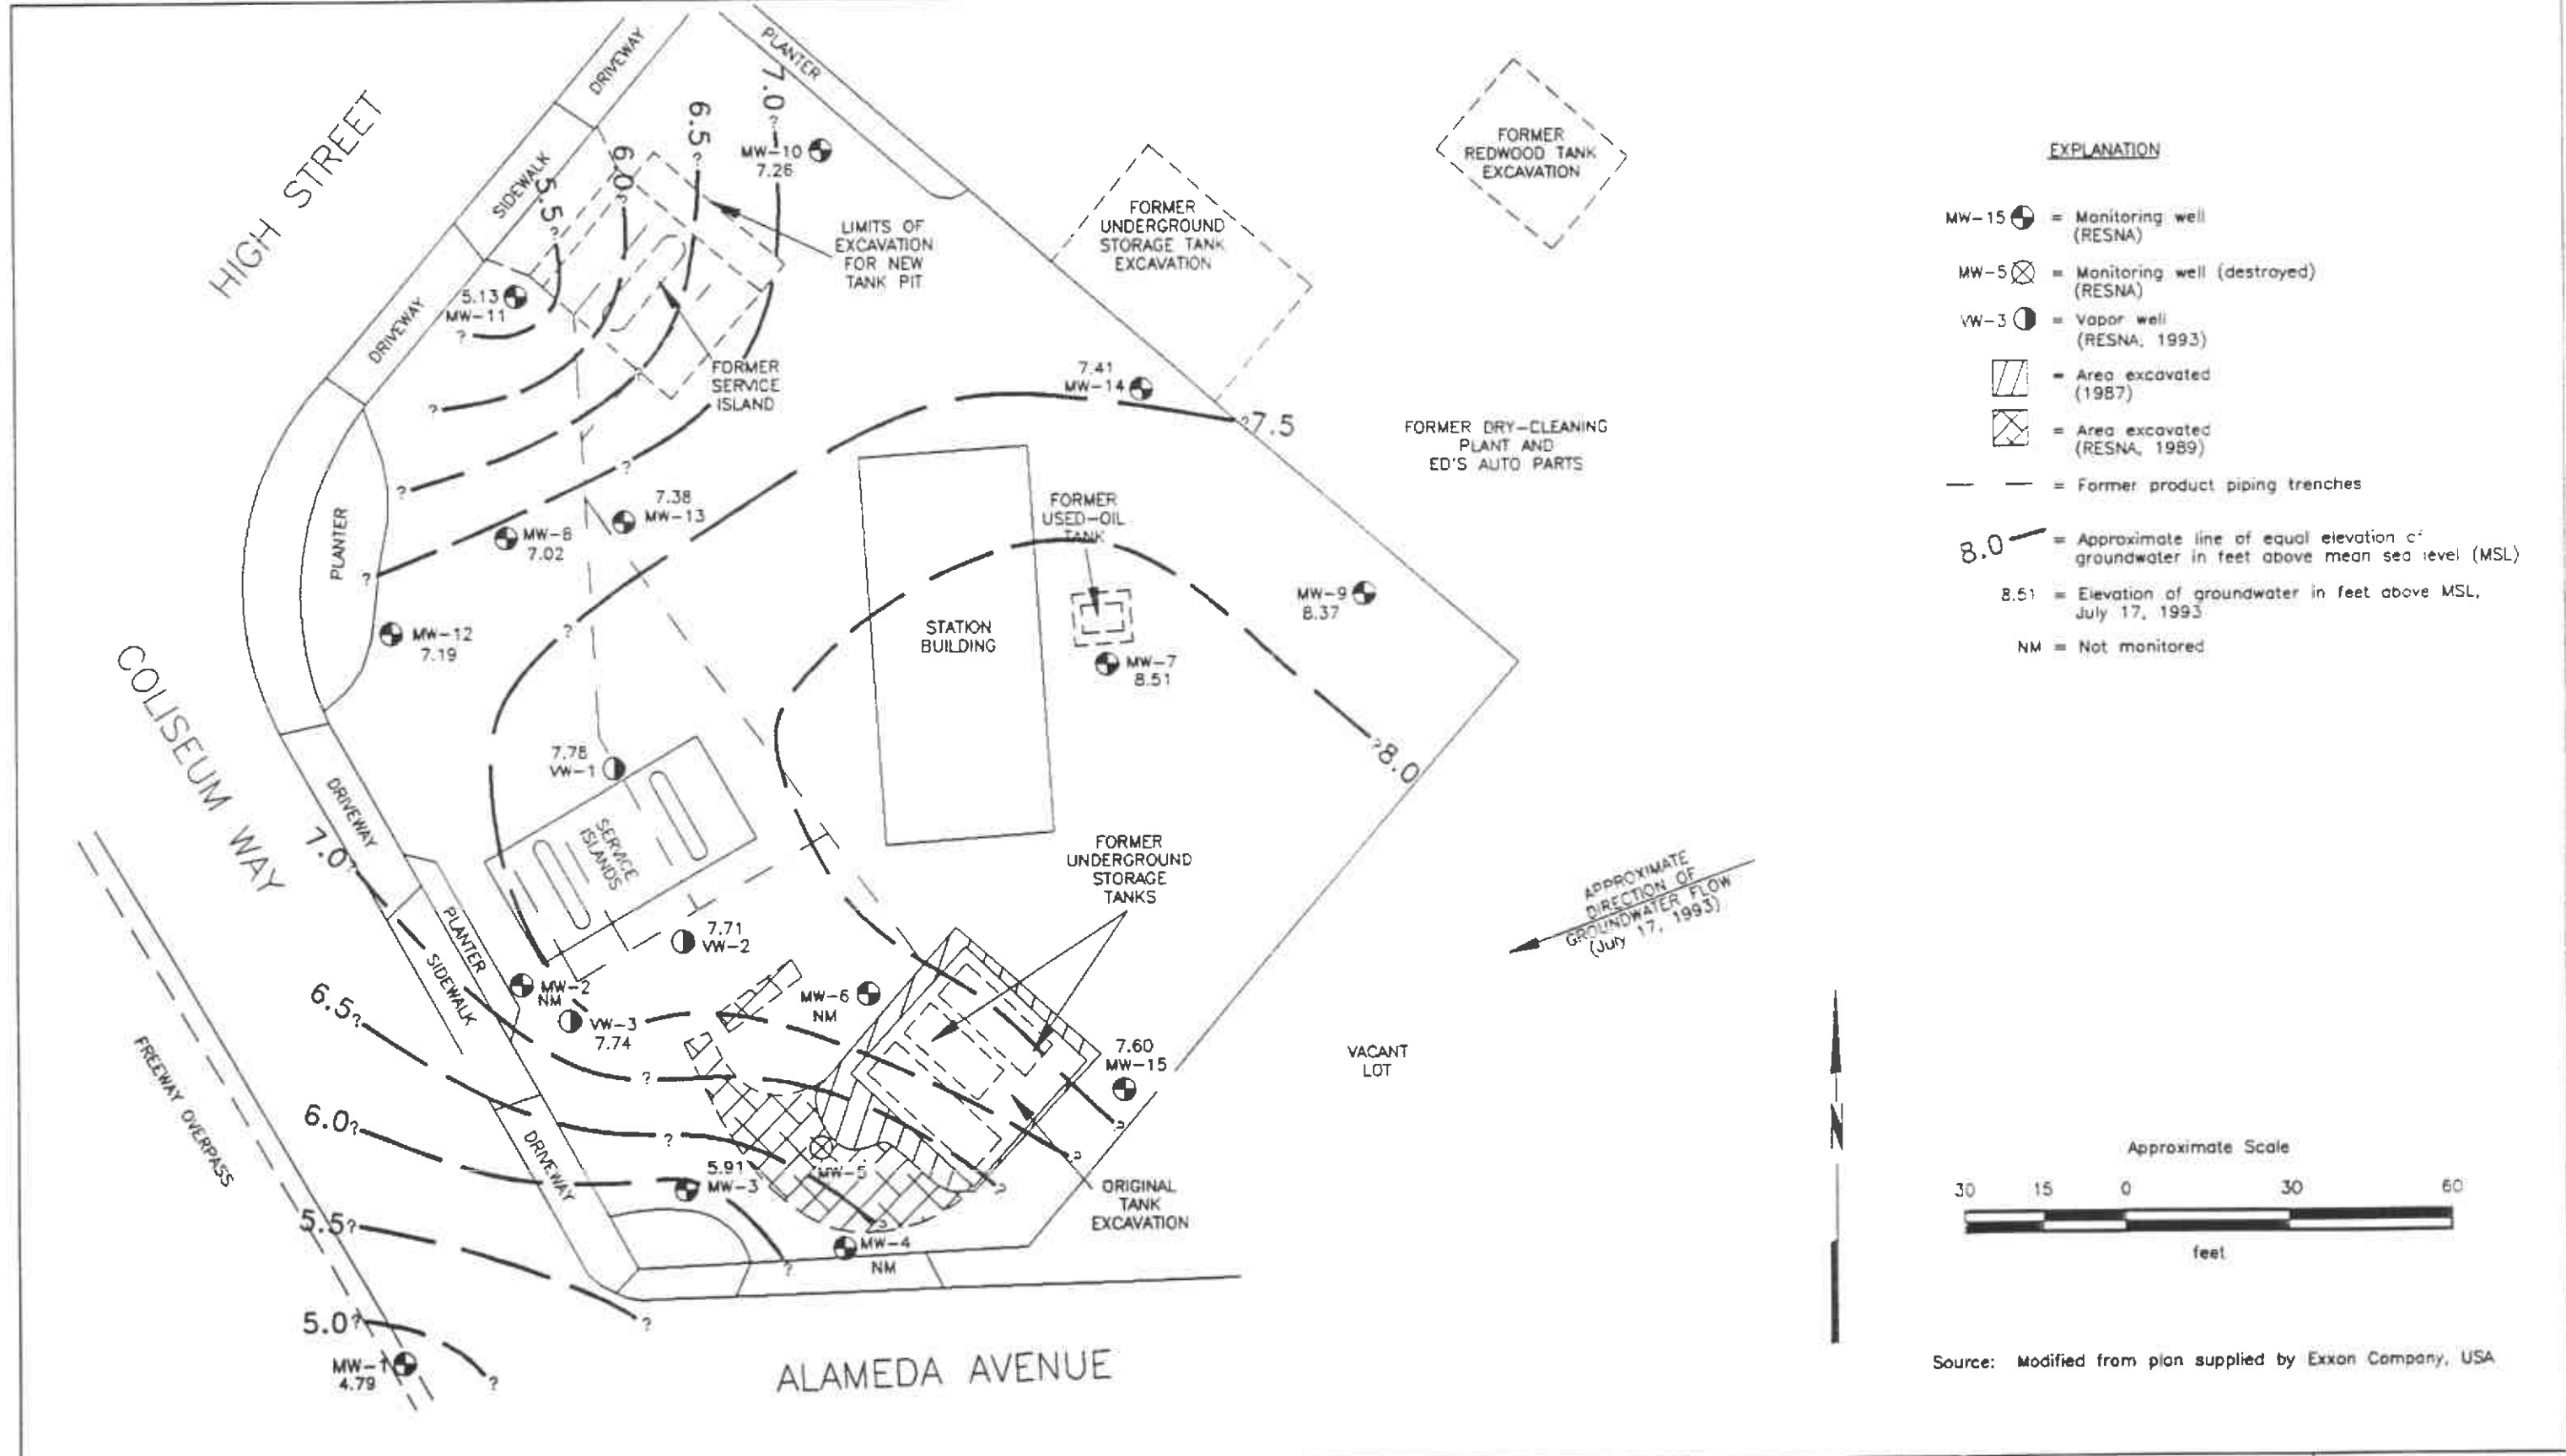 HIGH STREET
DRIVEWAY
PLANTER
7.0?
6.5?
6.0?
5.5?
SIDEWALK
MW-10
7.26
LIMITS OF
EXCAVATION
FOR NEW
TANK PIT
5.13
MW-11
?
DRIVEWAY
FORMER
SERVICE
ISLAND
?
?
?
?
?
FORMER
UNDERGROUND
STORAGE TANK
EXCAVATION
FORMER
REDWOOD TANK
EXCAVATION
7.41
MW-14
?7.5
FORMER DRY-CLEANING
PLANT AND
ED'S AUTO PARTS
PLANTER
MW-8
7.02
7.38
MW-13
FORMER
USED-OIL
TANK
?
MW-12
7.19
STATION
BUILDING
MW-7
8.51
MW-9
8.37
?8.0
COLISEUM WAY
DRIVEWAY
7.78
VW-1
SERVICE
ISLANDS
7.0?
PLANTER
SIDEWALK
7.71
VW-2
FORMER
UNDERGROUND
STORAGE
TANKS
APPROXIMATE
DIRECTION OF
GROUNDWATER FLOW
(July 17, 1993)
6.5?
MW-2
NM
VW-3
7.74
MW-6
NM
7.60
MW-15
?
VACANT
LOT
FREEWAY OVERPASS
6.0?
?
?
?
?
?
DRIVEWAY
5.91
MW-3
MW-5
ORIGINAL
TANK
EXCAVATION
5.5?
?
MW-4
NM
?
?
5.0?
MW-1
4.79
?
ALAMEDA AVENUE
EXPLANATION
MW-15 = Monitoring well
(RESNA)
MW-5 = Monitoring well (destroyed)
(RESNA)
VW-3 = Vapor well
(RESNA, 1993)
= Area excavated
(1987)
= Area excavated
(RESNA, 1989)
= Former product piping trenches
8.0 = Approximate line of equal elevation of
groundwater in feet above mean sea level (MSL)
8.51 = Elevation of groundwater in feet above MSL,
July 17, 1993
NM = Not monitored
N
Approximate Scale
30 15 0 30 60
feet
Source: Modified from plan supplied by Exxon Company, USA